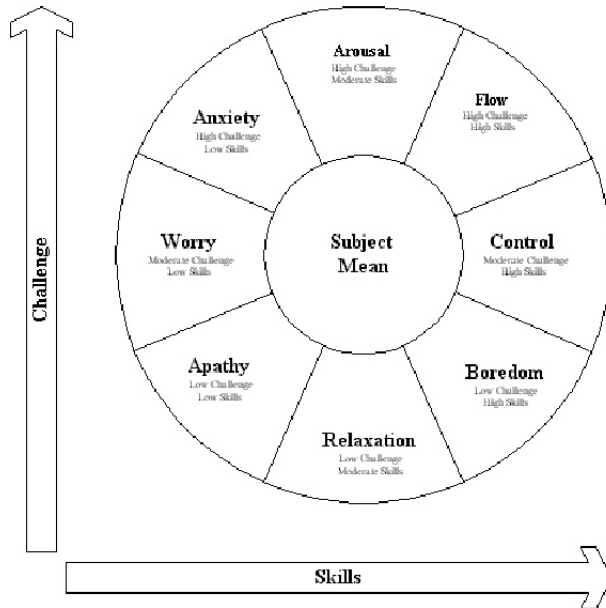 Arousal
High Challenge
Moderate Skills
Flow
High Challenge
High Skills
Anxiety
High Challenge
Low Skills
Worry
Moderate Challenge
Low Skills
Subject
Mean
Control
Moderate Challenge
High Skills
Apathy
Low Challenge
Low Skills
Boredom
Low Challenge
High Skills
Relaxation
Low Challenge
Moderate Skills
Challenge
Skills